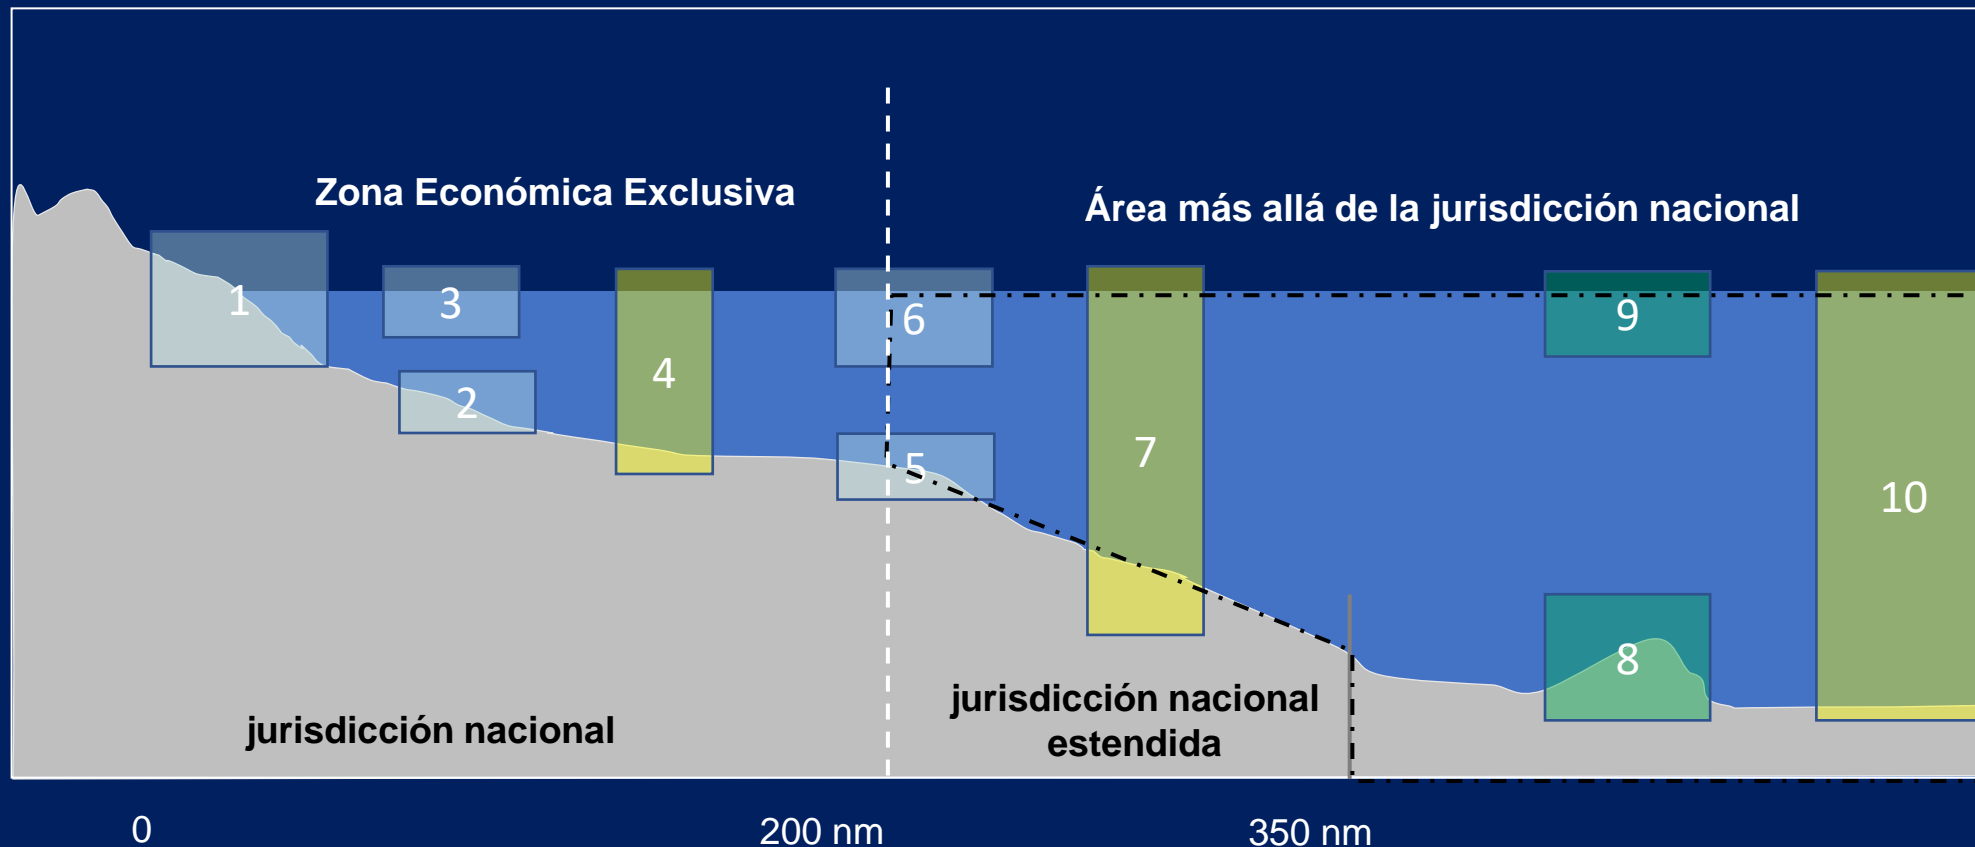 Zona Económica Exclusiva
Área más allá de la jurisdicción nacional
1
3
2
4
6
5
7
9
8
10
jurisdicción nacional
jurisdicción nacional
estendida
0
200 nm
350 nm